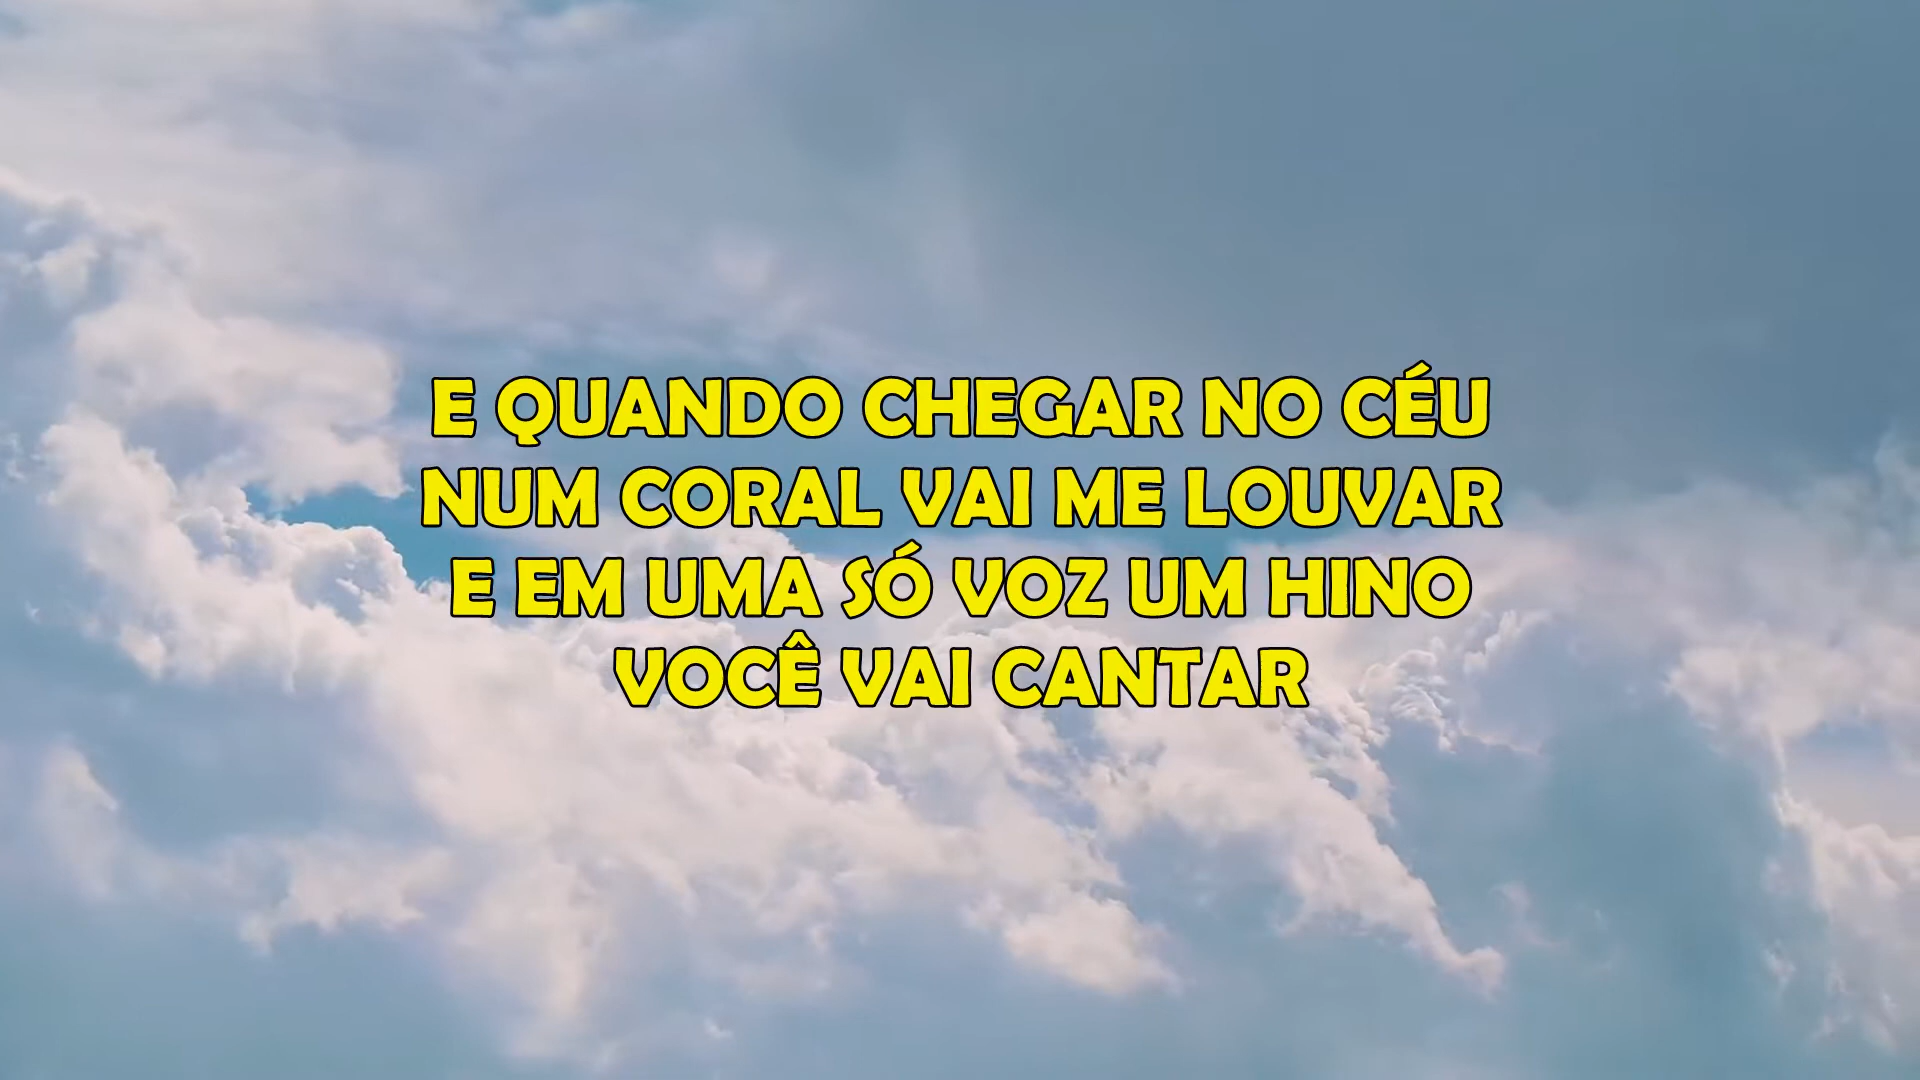 E QUANDO CHEGAR NO CÉU
NUM CORAL VAI ME LOUVAR
E EM UMA SÓ VOZ UM HINO
VOCÊ VAI CANTAR